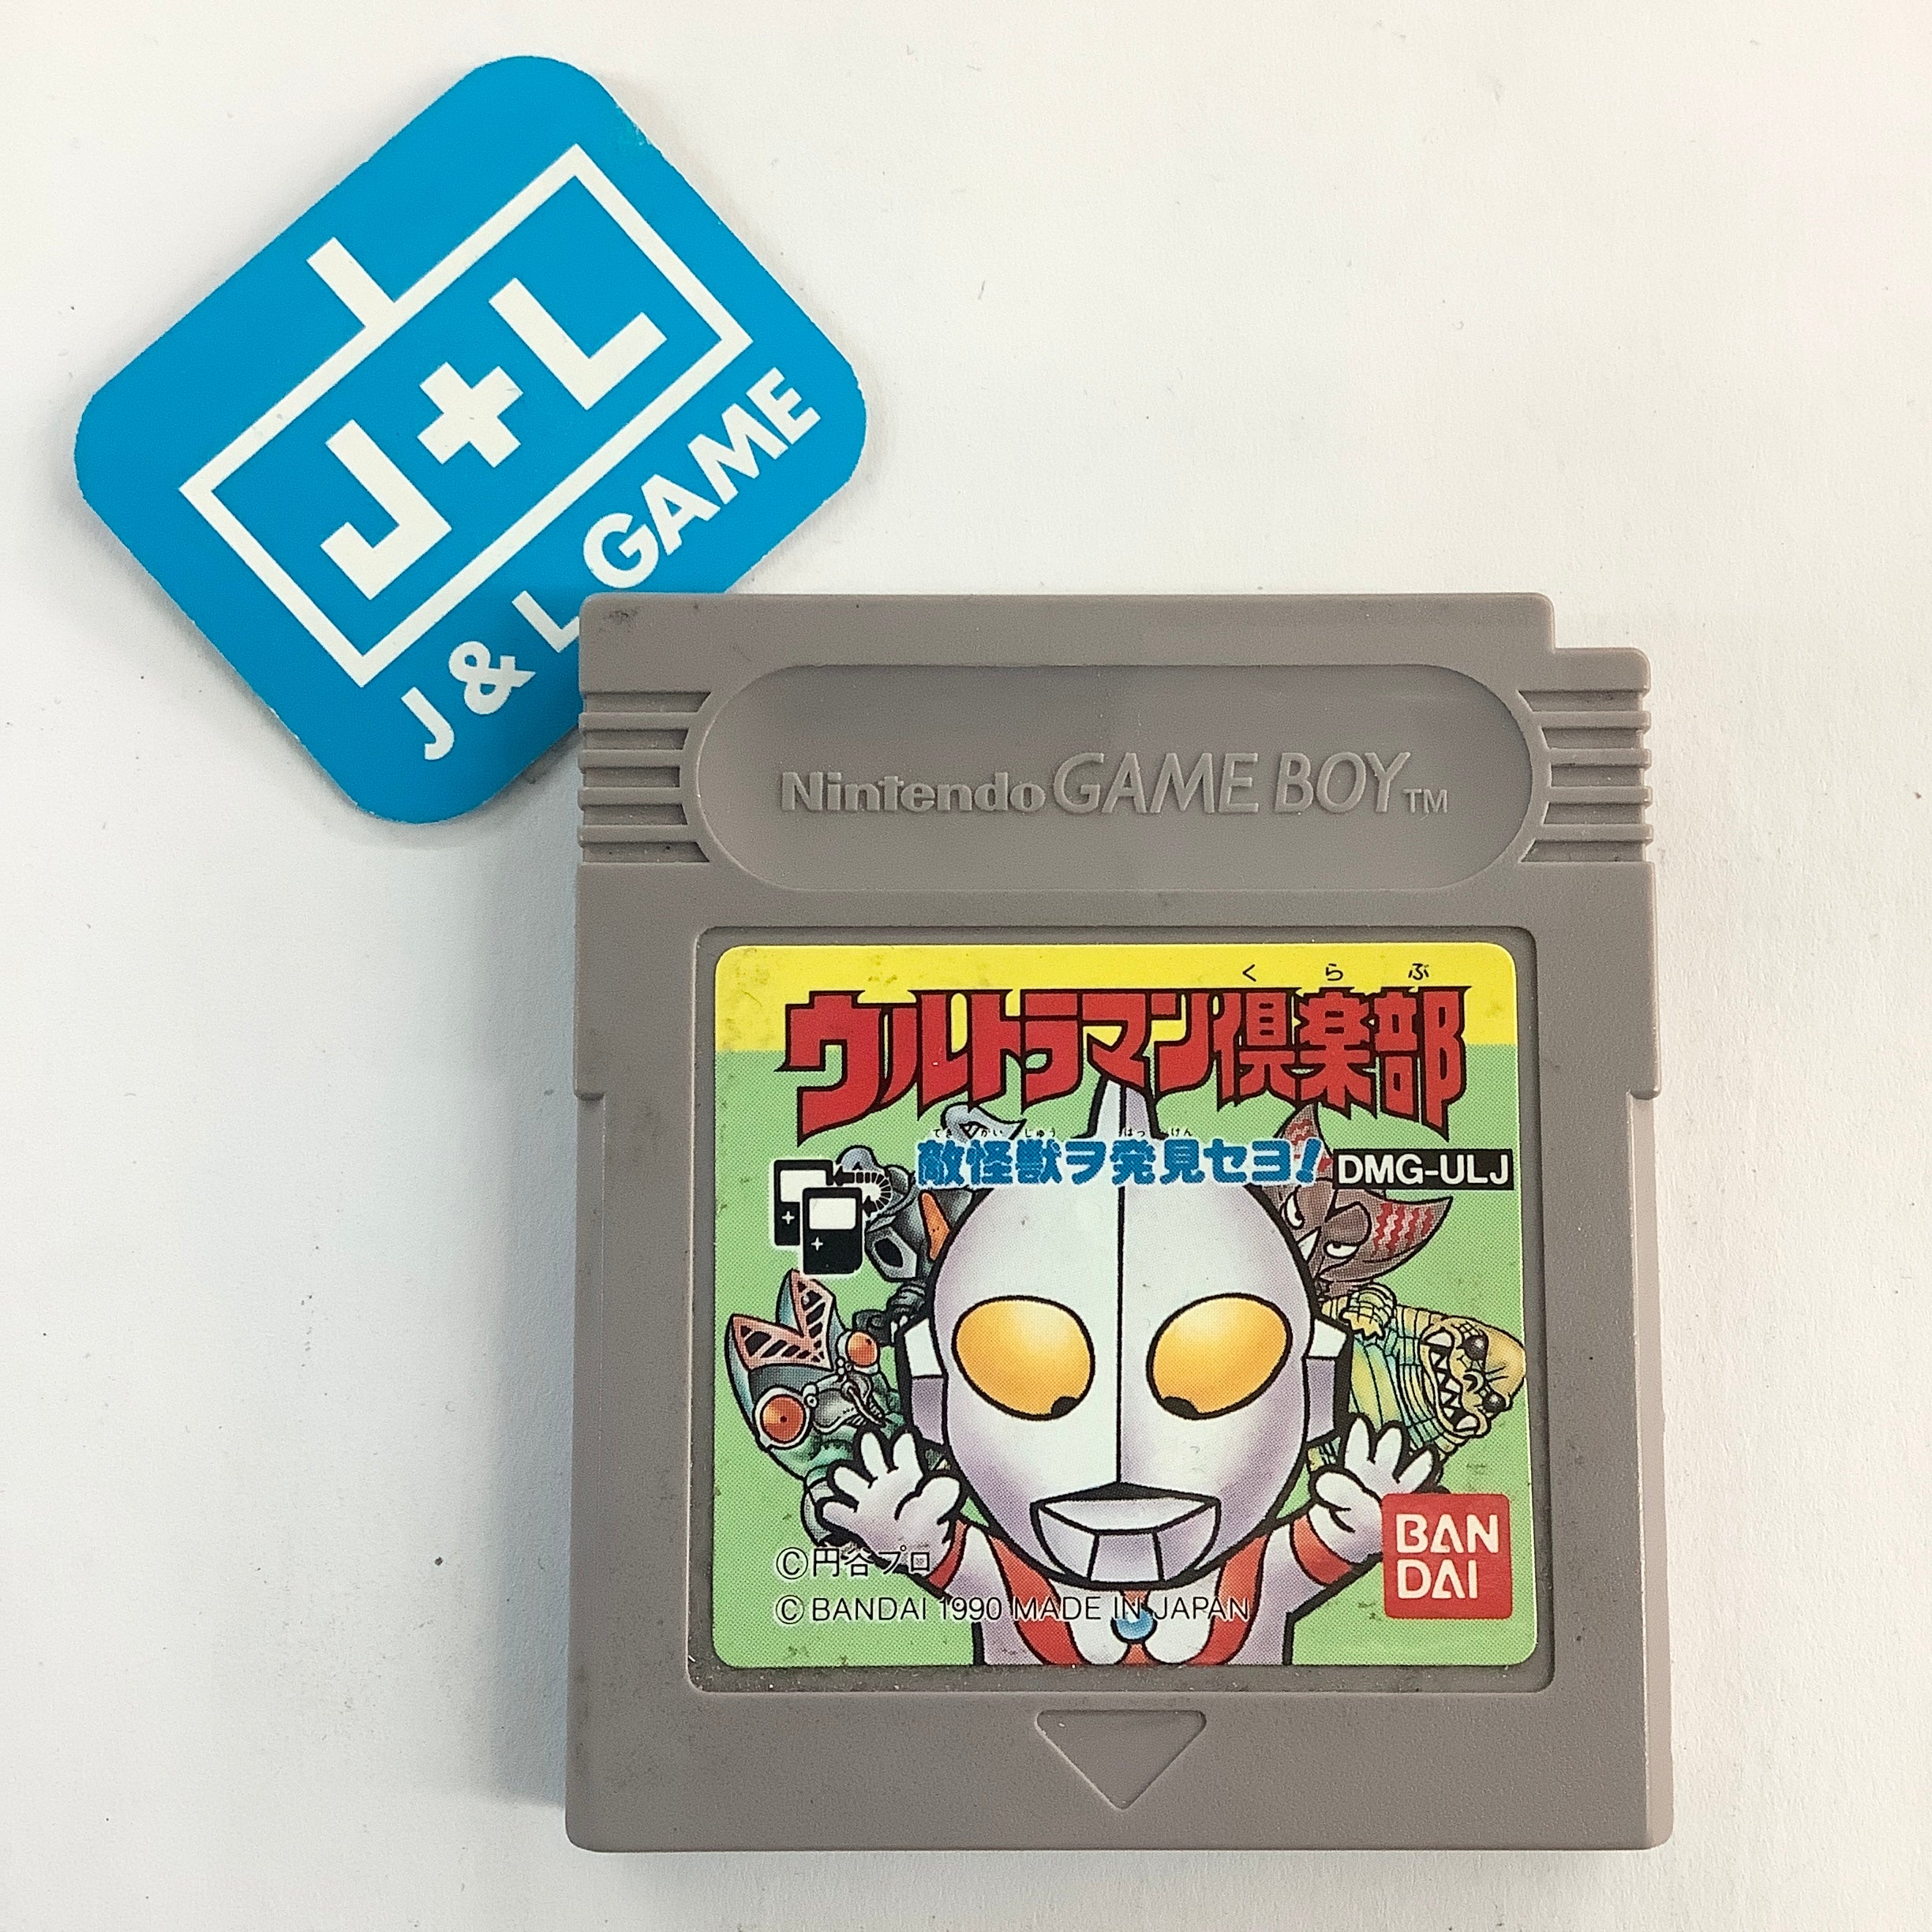 J+L
J & L GAME
Nintendo GAME BOY TM
くらぶ
ウルトラマン倶楽部
てきかいじゅう はっけん
敵怪獣ヲ発見セヨ!
DMG-ULJ
©円谷プロ
©BANDAI 1990 MADE IN JAPAN
BAN
DAI